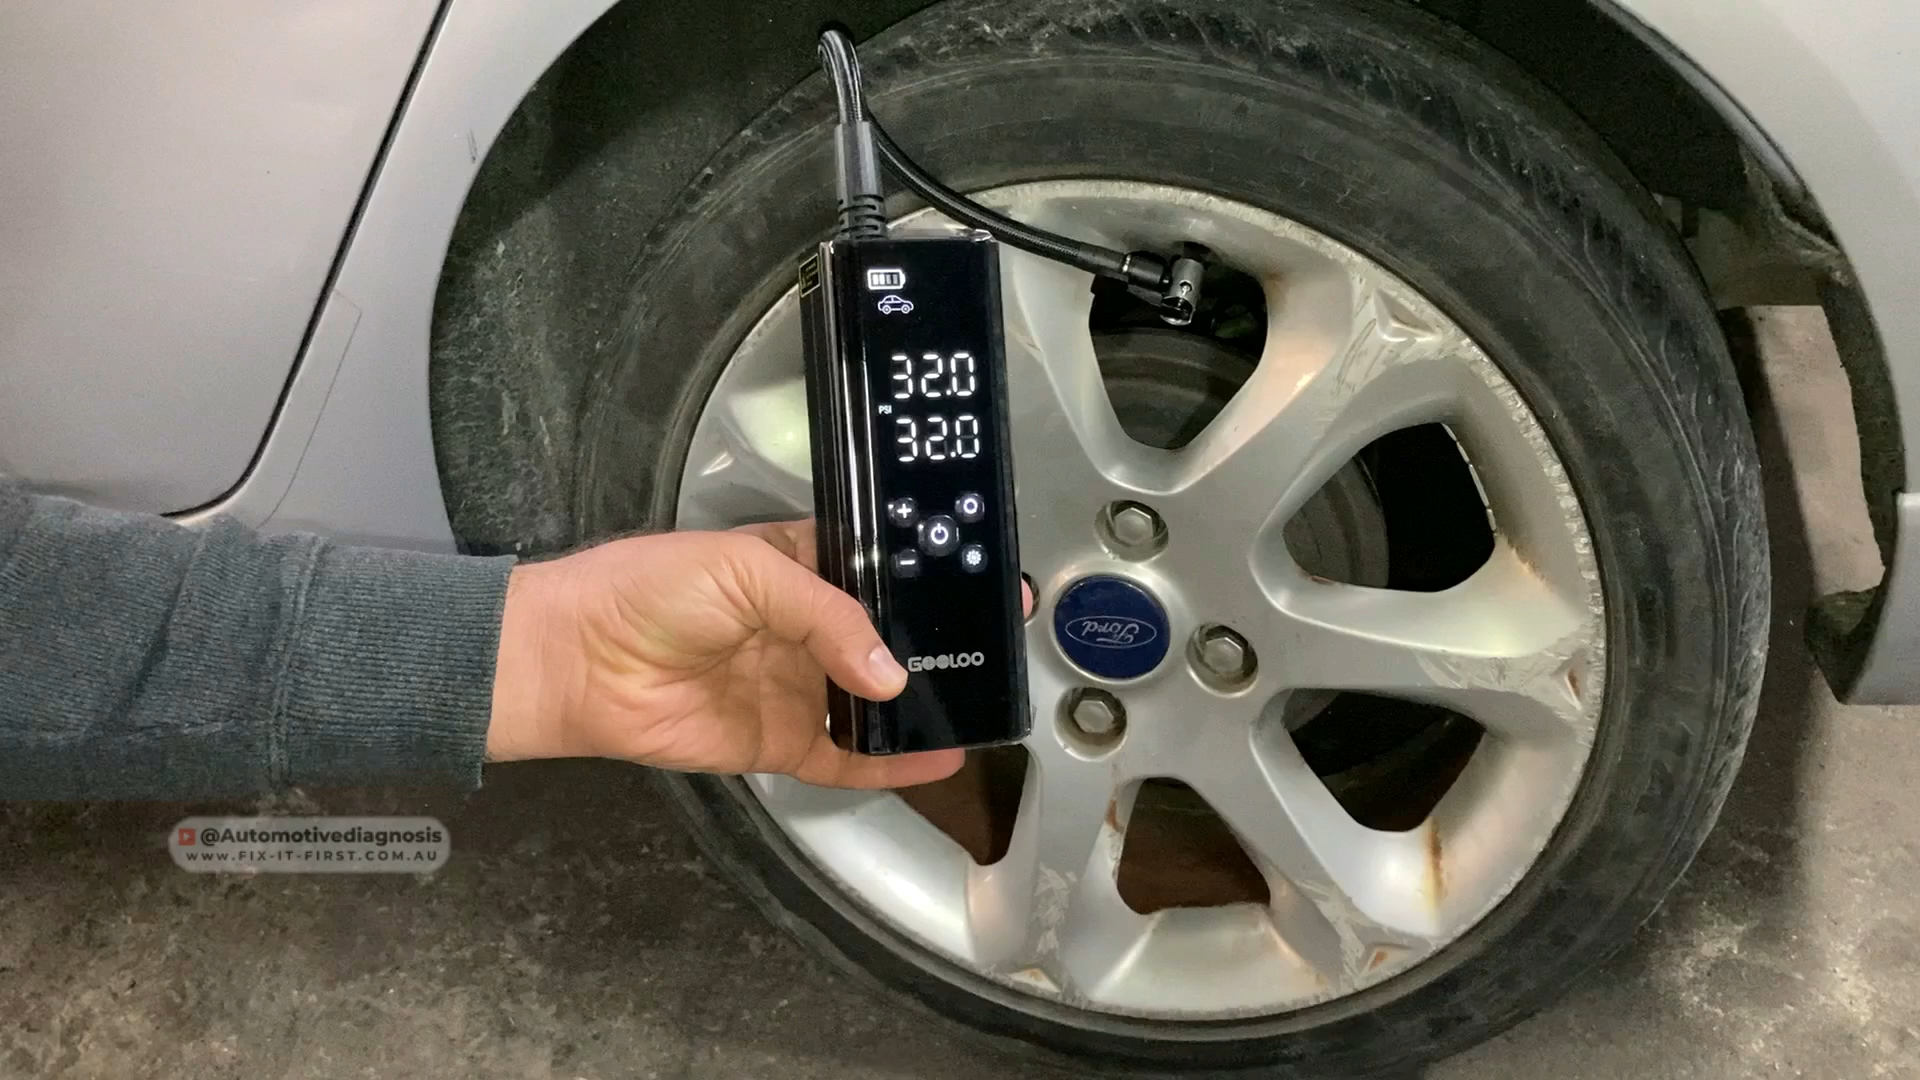 32.0
PSI
32.0
GOOLOO
Ford
@Automotivediagnosis
WWW.FIX-IT-FIRST.COM.AU